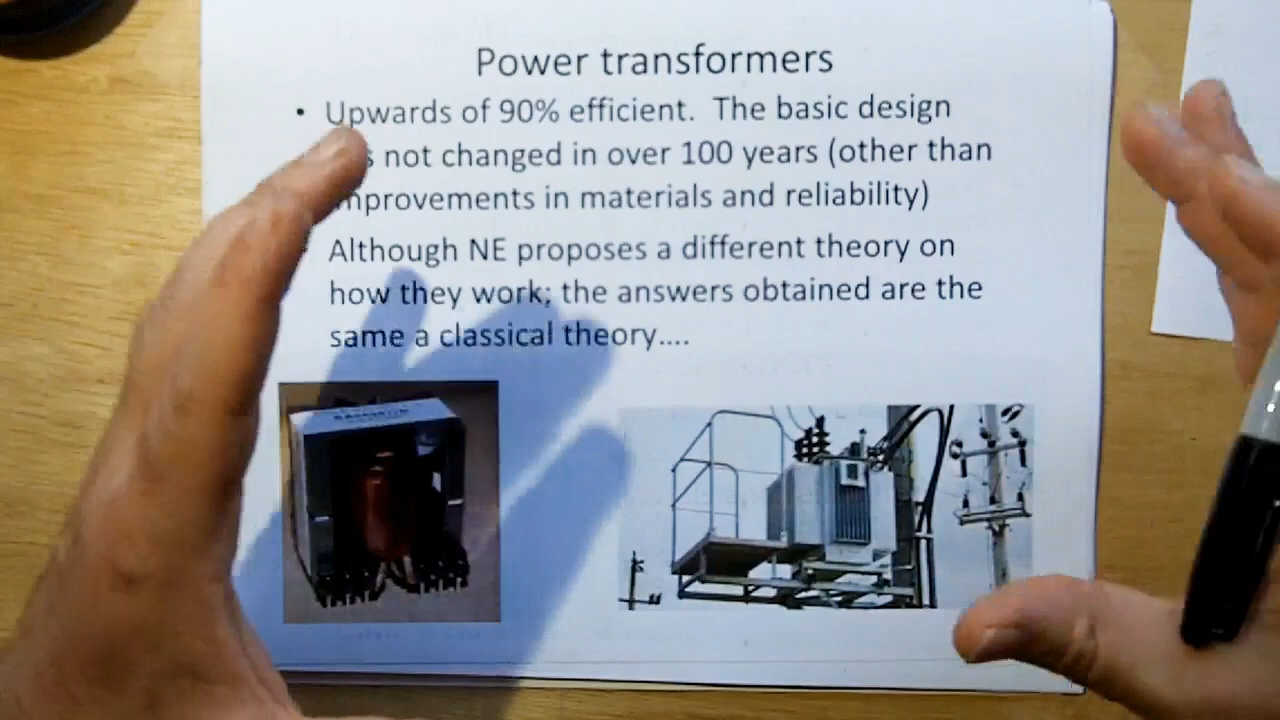 Power transformers
• Upwards of 90% efficient. The basic design
not changed in over 100 years (other than
improvements in materials and reliability)
Although NE proposes a different theory on
how they work; the answers obtained are the
same a classical theory....